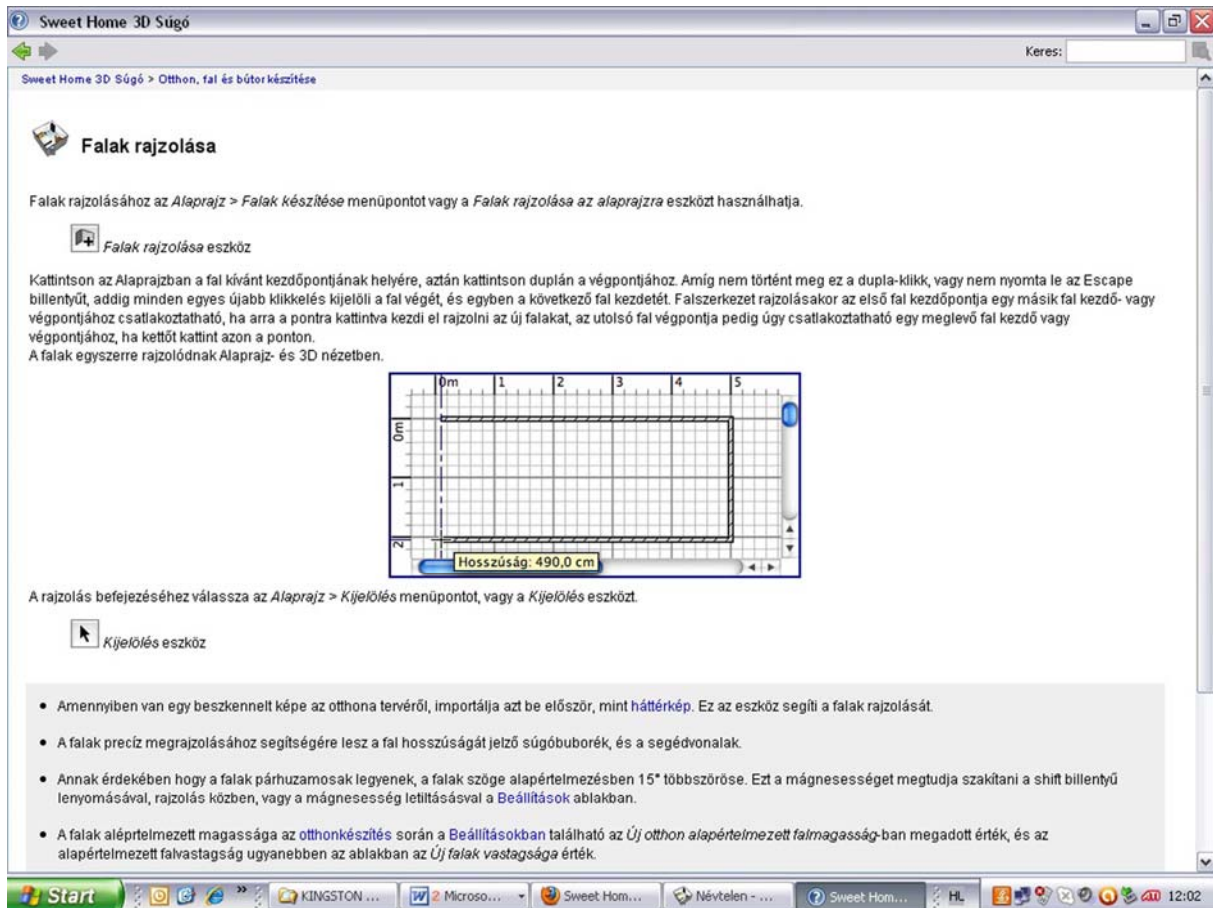 Sweet Home 3D Súgó
Keres:
Sweet Home 3D Súgó > Otthon, fal és bútor készítése
Falak rajzolása
Falak rajzolásához az Alaprajz > Falak készítése menüpontot vagy a Falak rajzolása az alaprajzra eszközt használhatja.
Falak rajzolása eszköz
Kattintson az Alaprajzban a fal kívánt kezdőpontjának helyére, aztán kattintson duplán a végpontjához. Amíg nem történt meg ez a dupla-klikk, vagy nem nyomta le az Escape
billentyűt, addig minden egyes újabb klikkelés kijelöli a fal végét, és egyben a következő fal kezdetét. Falszerkezet rajzolásakor az első fal kezdőpontja egy másik fal kezdő- vagy
végpontjához csatlakoztatható, ha arra a pontra kattintva kezdi el rajzolni az új falakat, az utolsó fal végpontja pedig úgy csatlakoztatható egy meglevő fal kezdő vagy
végpontjához, ha kettőt kattint azon a ponton.
A falak egyszerre rajzolódnak Alaprajz- és 3D nézetben.
0m 1 2 3 4 5
0m
1
2
Hosszúság: 490,0 cm
A rajzolás befejezéséhez válassza az Alaprajz > Kijelölés menüpontot, vagy a Kijelölés eszközt.
Kijelölés eszköz
• Amennyiben van egy beszkennelt képe az otthona tervéről, importálja azt be először, mint háttérkép. Ez az eszköz segíti a falak rajzolását.
• A falak precíz megrajzolásához segítségére lesz a fal hosszúságát jelző súgóbuborék, és a segédvonalak.
• Annak érdekében hogy a falak párhuzamosak legyenek, a falak szöge alapértelmezésben 15° többszöröse. Ezt a mágnesességet megtudja szakítani a shift billentyű
lenyomásával, rajzolás közben, vagy a mágnesesség letiltásásval a Beállítások ablakban.
• A falak aléprtelmezett magassága az otthonkészítés során a Beállításokban található az Új otthon alapértelmezett falmagasság-ban megadott érték, és az
alapértelmezett falvastagság ugyanebben az ablakban az Új falak vastagsága érték.
Start
KINGSTON ...
2 Microso...
Sweet Hom...
Névtelen - ...
Sweet Hom...
HL
12:02